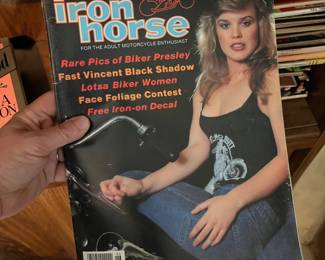 iron
horse
FOR THE ADULT MOTORCYCLE ENTHUSIAST
Rare Pics of Biker Presley
Fast Vincent Black Shadow
Lotsa Biker Women
Face Foliage Contest
Free Iron-on Decal